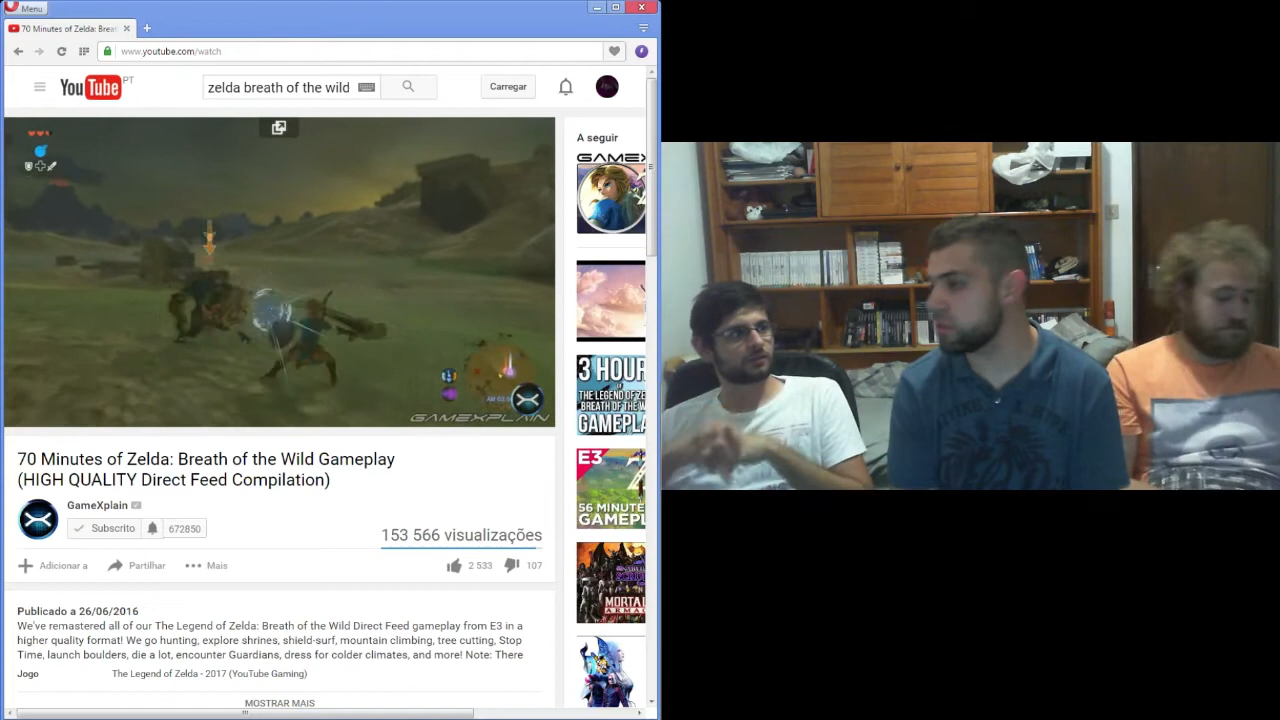 Menu
70 Minutes of Zelda: Brea
www.youtube.com/watch
YouTube PT
zelda breath of the wild
Carregar
A seguir
GAMEX
GAMEXPLAIN
3 HOUR
OF
THE LEGEND OF ZE
BREATH OF THE W
GAMEPLA
E3
56 MINUTE
GAMEPL
MORTAL
ARMAG
70 Minutes of Zelda: Breath of the Wild Gameplay
(HIGH QUALITY Direct Feed Compilation)
GameXplain
Subscrito 672850
153 566 visualizações
Adicionar a Partilhar Mais 2 533 107
Publicado a 26/06/2016
We've remastered all of our The Legend of Zelda: Breath of the Wild Direct Feed gameplay from E3 in a
higher quality format! We go hunting, explore shrines, shield-surf, mountain climbing, tree cutting, Stop
Time, launch boulders, die a lot, encounter Guardians, dress for colder climates, and more! Note: There
Jogo The Legend of Zelda - 2017 (YouTube Gaming)
MOSTRAR MAIS